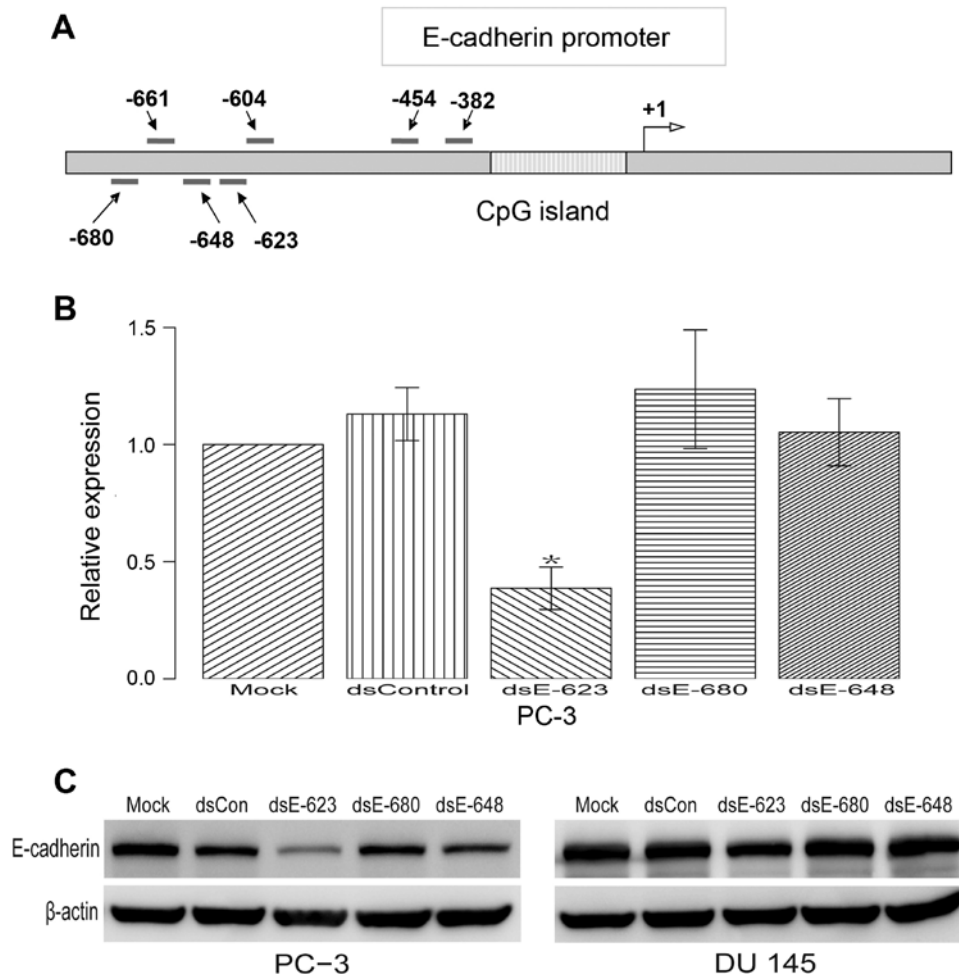 A
E-cadherin promoter
-661 -604 -454 -382 +1
CpG island
-680 -648 -623
B
Relative expression
1.5
1.0
0.5
0.0
*
Mock dsControl dsE-623 dsE-680 dsE-648
PC-3
C
Mock dsCon dsE-623 dsE-680 dsE-648
Mock dsCon dsE-623 dsE-680 dsE-648
E-cadherin
β-actin
PC-3
DU 145